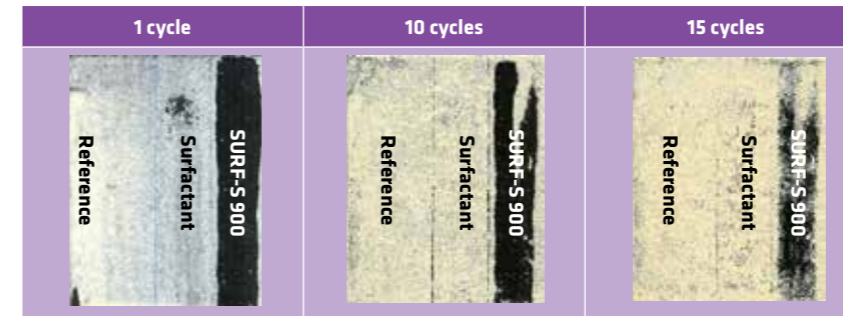 1 cycle
10 cycles
15 cycles
Reference
Surfactant
SURF-S 900
Reference
Surfactant
SURF-S 900
Reference
Surfactant
SURF-S 900